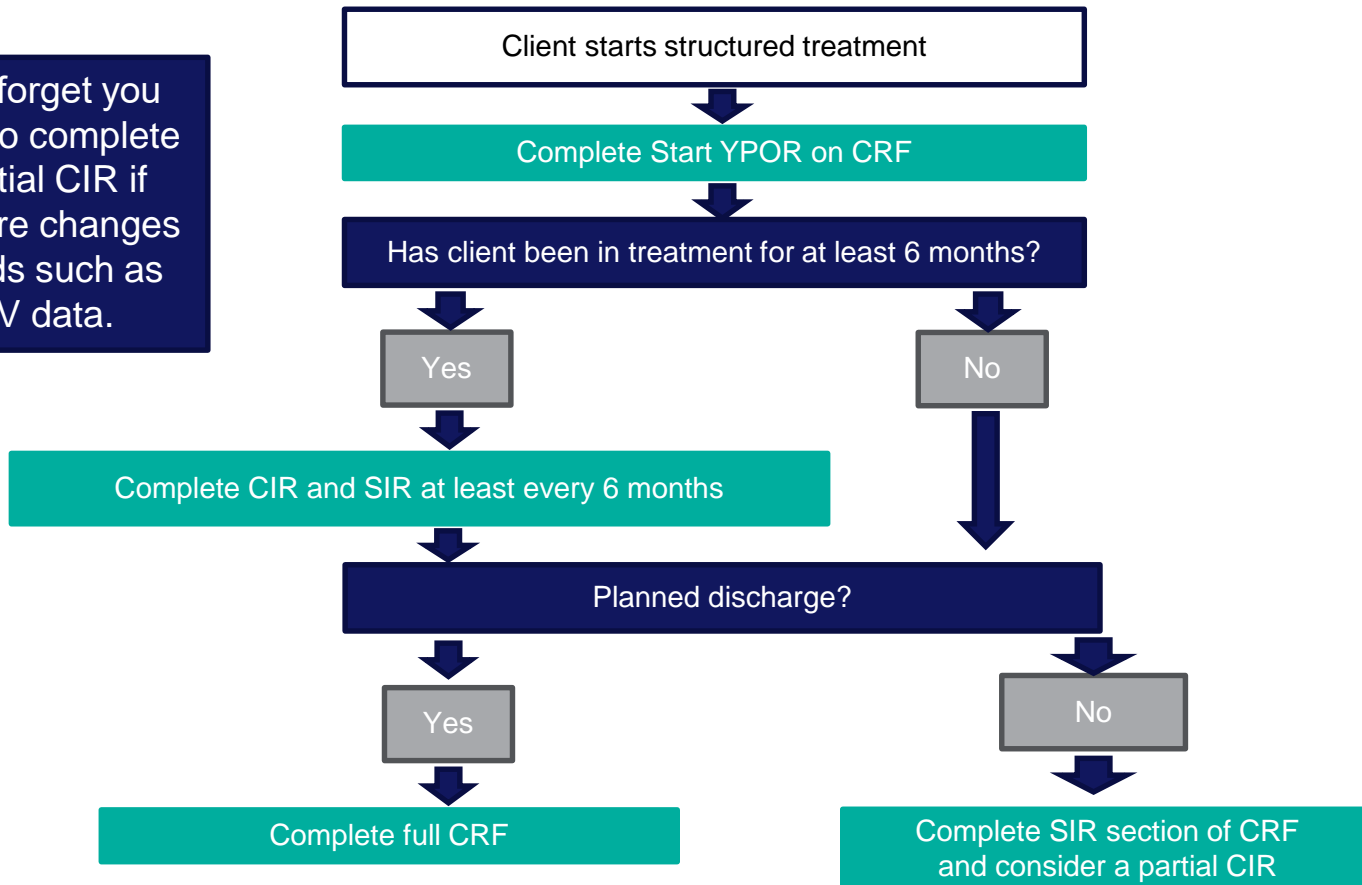 Client starts structured treatment
forget you
o complete
tial CIR if
re changes
ds such as
V data.
Complete Start YPOR on CRF
Has client been in treatment for at least 6 months?
Yes
No
Complete CIR and SIR at least every 6 months
Planned discharge?
Yes
No
Complete full CRF
Complete SIR section of CRF
and consider a partial CIR